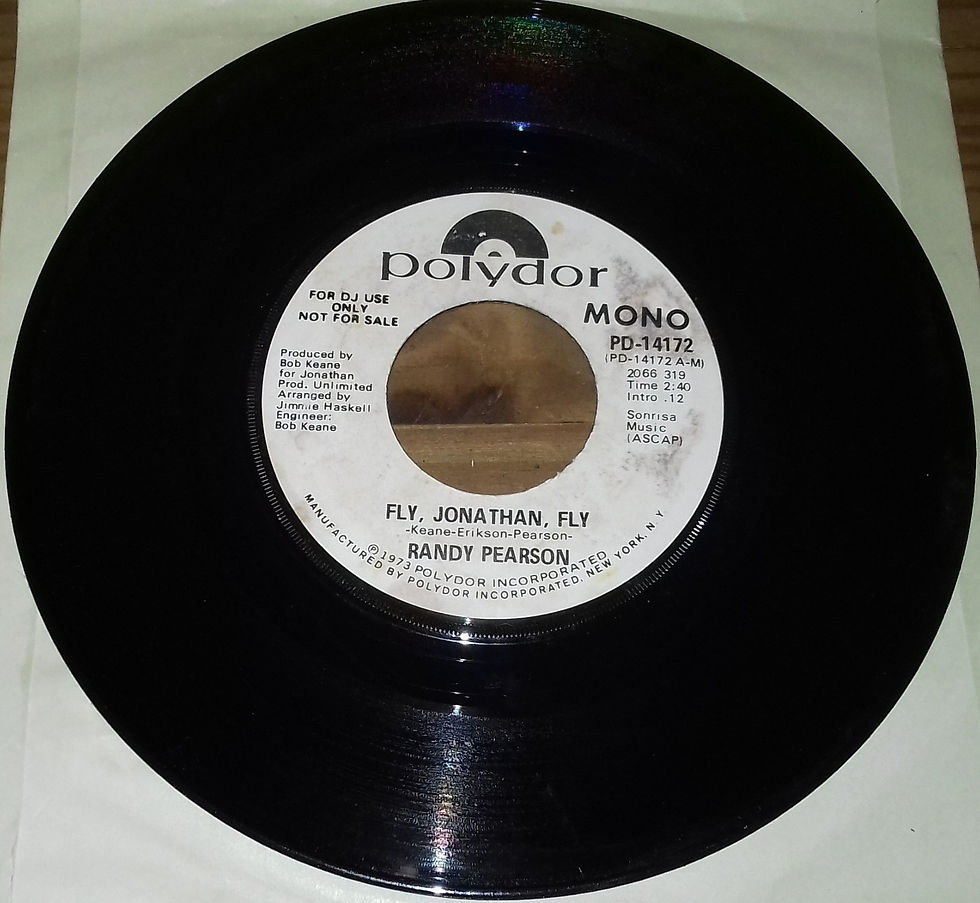 polydor
FOR DJ USE
ONLY
NOT FOR SALE
MONO
PD-14172
(PD-14172 A-M)
2066 319
Time 2:40
Intro .12
Sonrisa
Music
(ASCAP)
Produced by
Bob Keane
for Jonathan
Prod. Unlimited
Arranged by
Jimmie Haskell
Engineer:
Bob Keane
FLY, JONATHAN, FLY
-Keane-Erikson-Pearson-
RANDY PEARSON
Ⓟ 1973 POLYDOR INCORPORATED
MANUFACTURED BY POLYDOR INCORPORATED, NEW YORK, N.Y